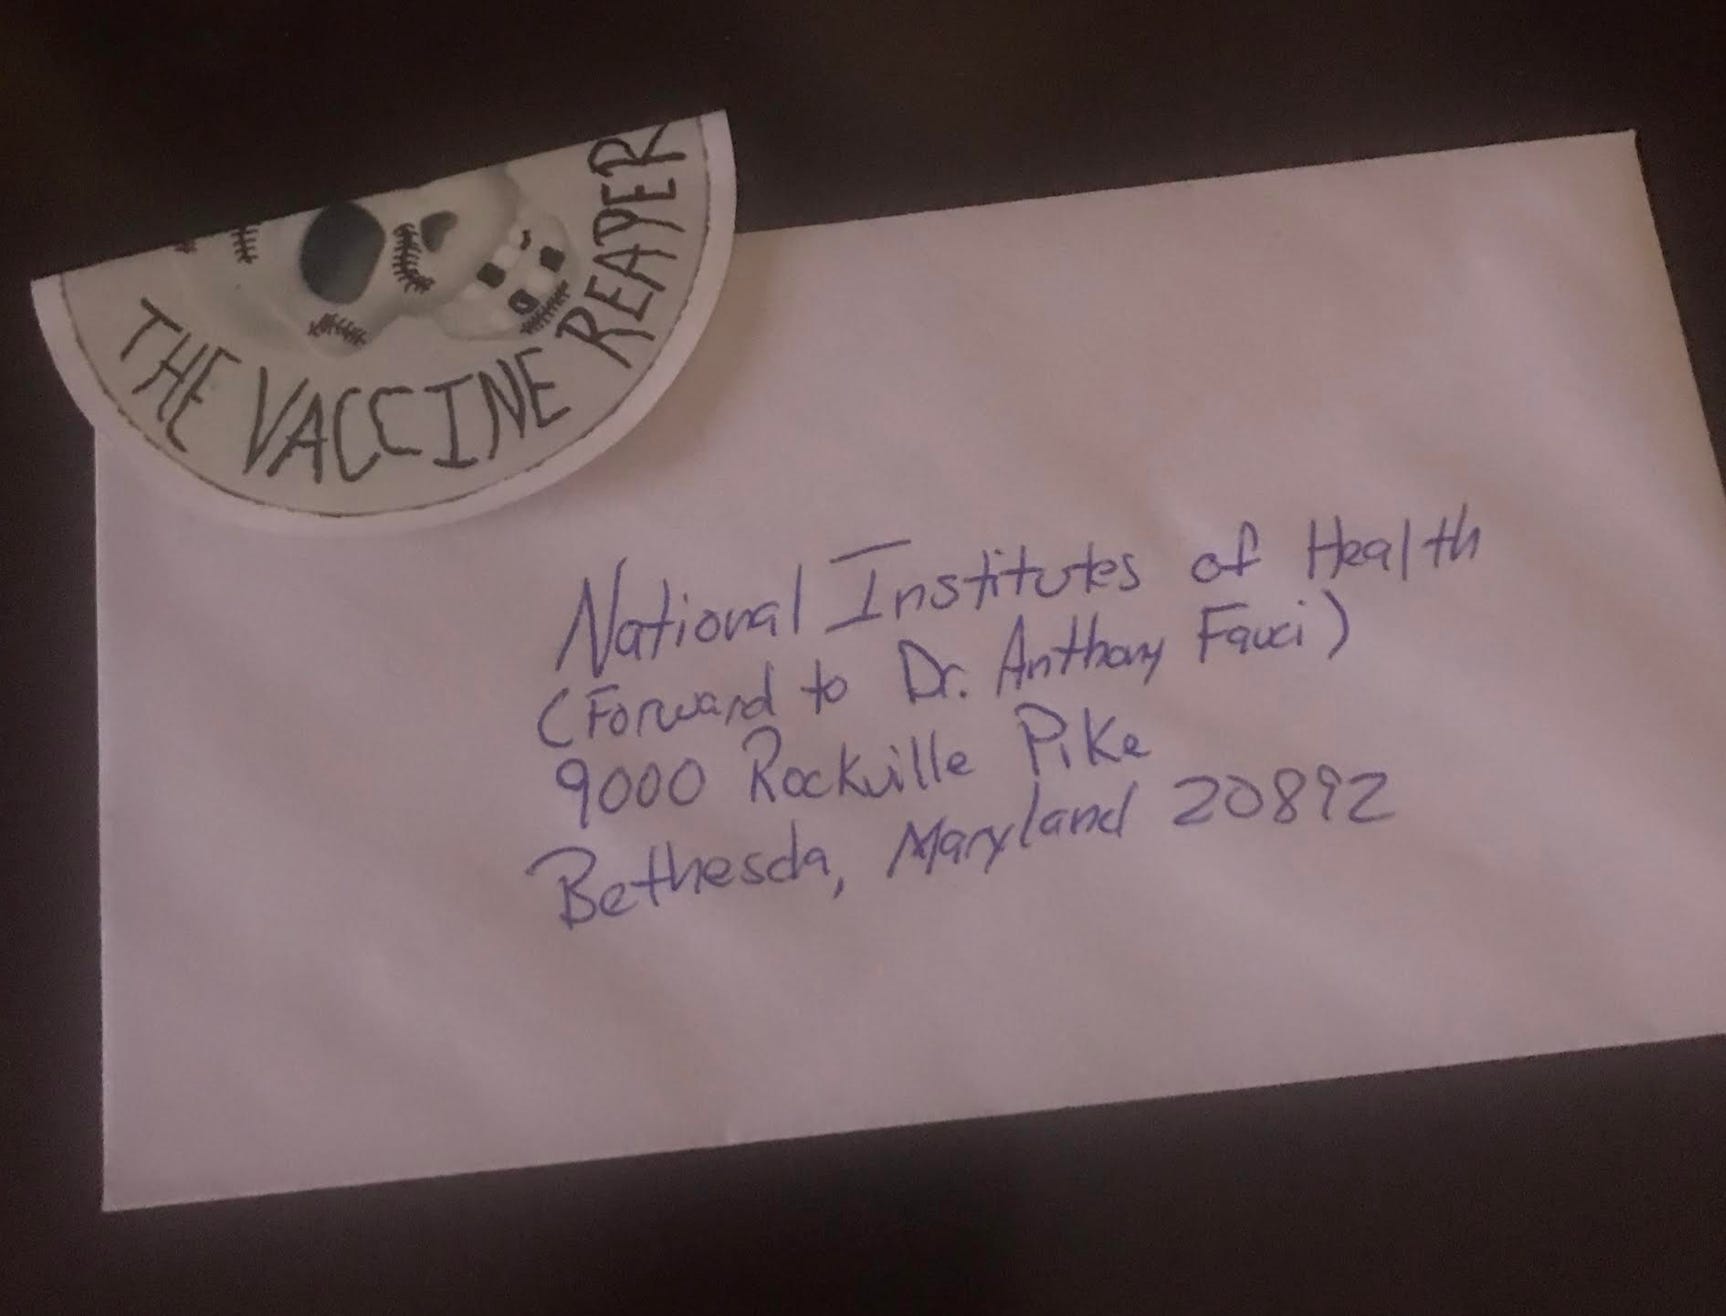 THE VACCINE REAPER
National Institutes of Health
(Forward to Dr. Anthony Fauci)
9000 Rockville Pike
Bethesda, Maryland 20892